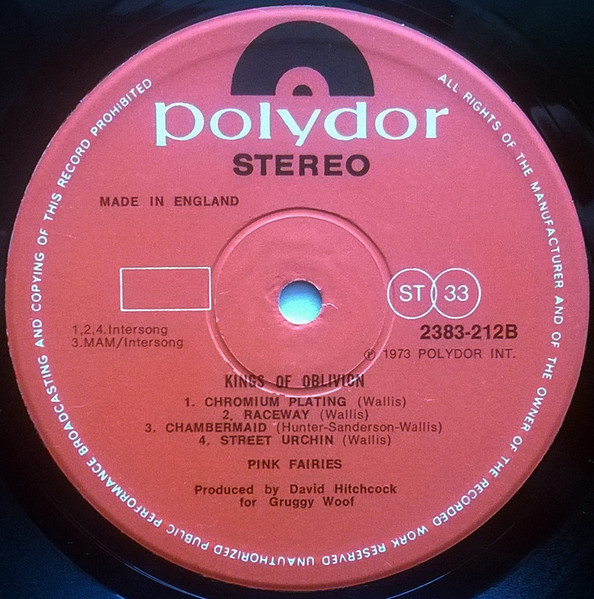 polydor
STEREO
MADE IN ENGLAND
ST 33
1,2,4. Intersong
3. MAM/Intersong
2383-212B
℗ 1973 POLYDOR INT.
KINGS OF OBLIVION
1. CHROMIUM PLATING (Wallis)
2. RACEWAY (Wallis)
3. CHAMBERMAID (Hunter-Sanderson-Wallis)
4. STREET URCHIN (Wallis)
PINK FAIRIES
Produced by David Hitchcock
for Gruggy Woof
ALL RIGHTS OF THE MANUFACTURER AND OF THE OWNER OF THE RECORDED WORK RESERVED UNAUTHORIZED PUBLIC PERFORMANCE BROADCASTING AND COPYING OF THIS RECORD PROHIBITED